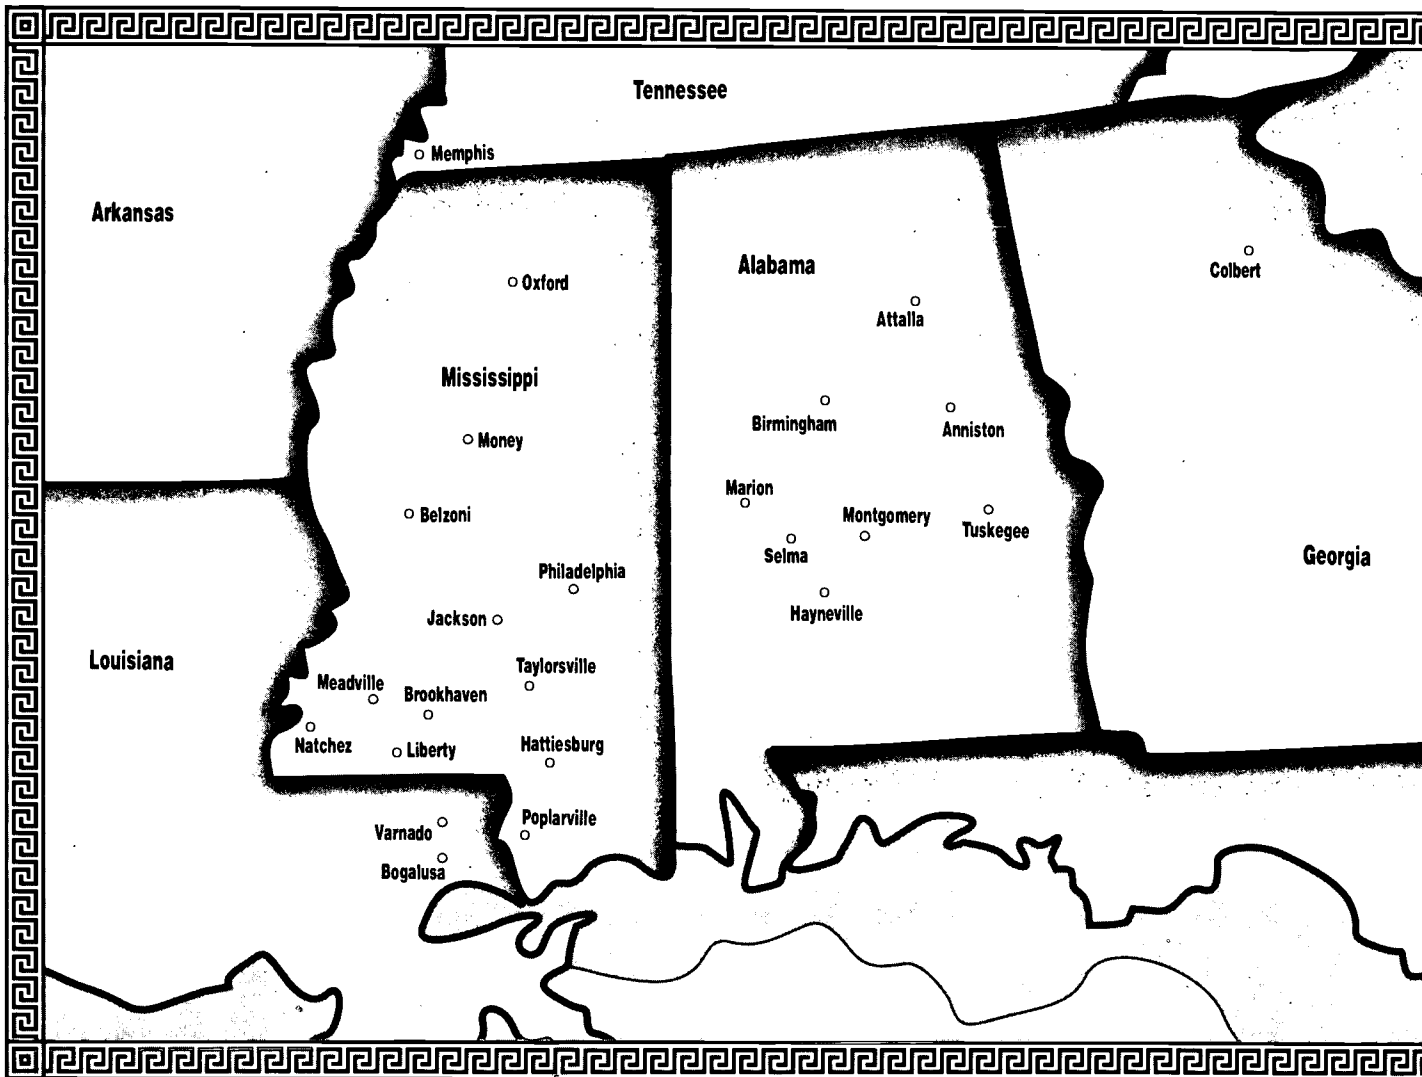 Tennessee
Memphis
Arkansas
Alabama
Colbert
Oxford
Attalla
Mississippi
Birmingham
Anniston
Money
Marion
Belzoni
Montgomery
Tuskegee
Selma
Georgia
Philadelphia
Hayneville
Jackson
Louisiana
Taylorsville
Meadville
Brookhaven
Natchez
Liberty
Hattiesburg
Poplarville
Varnado
Bogalusa